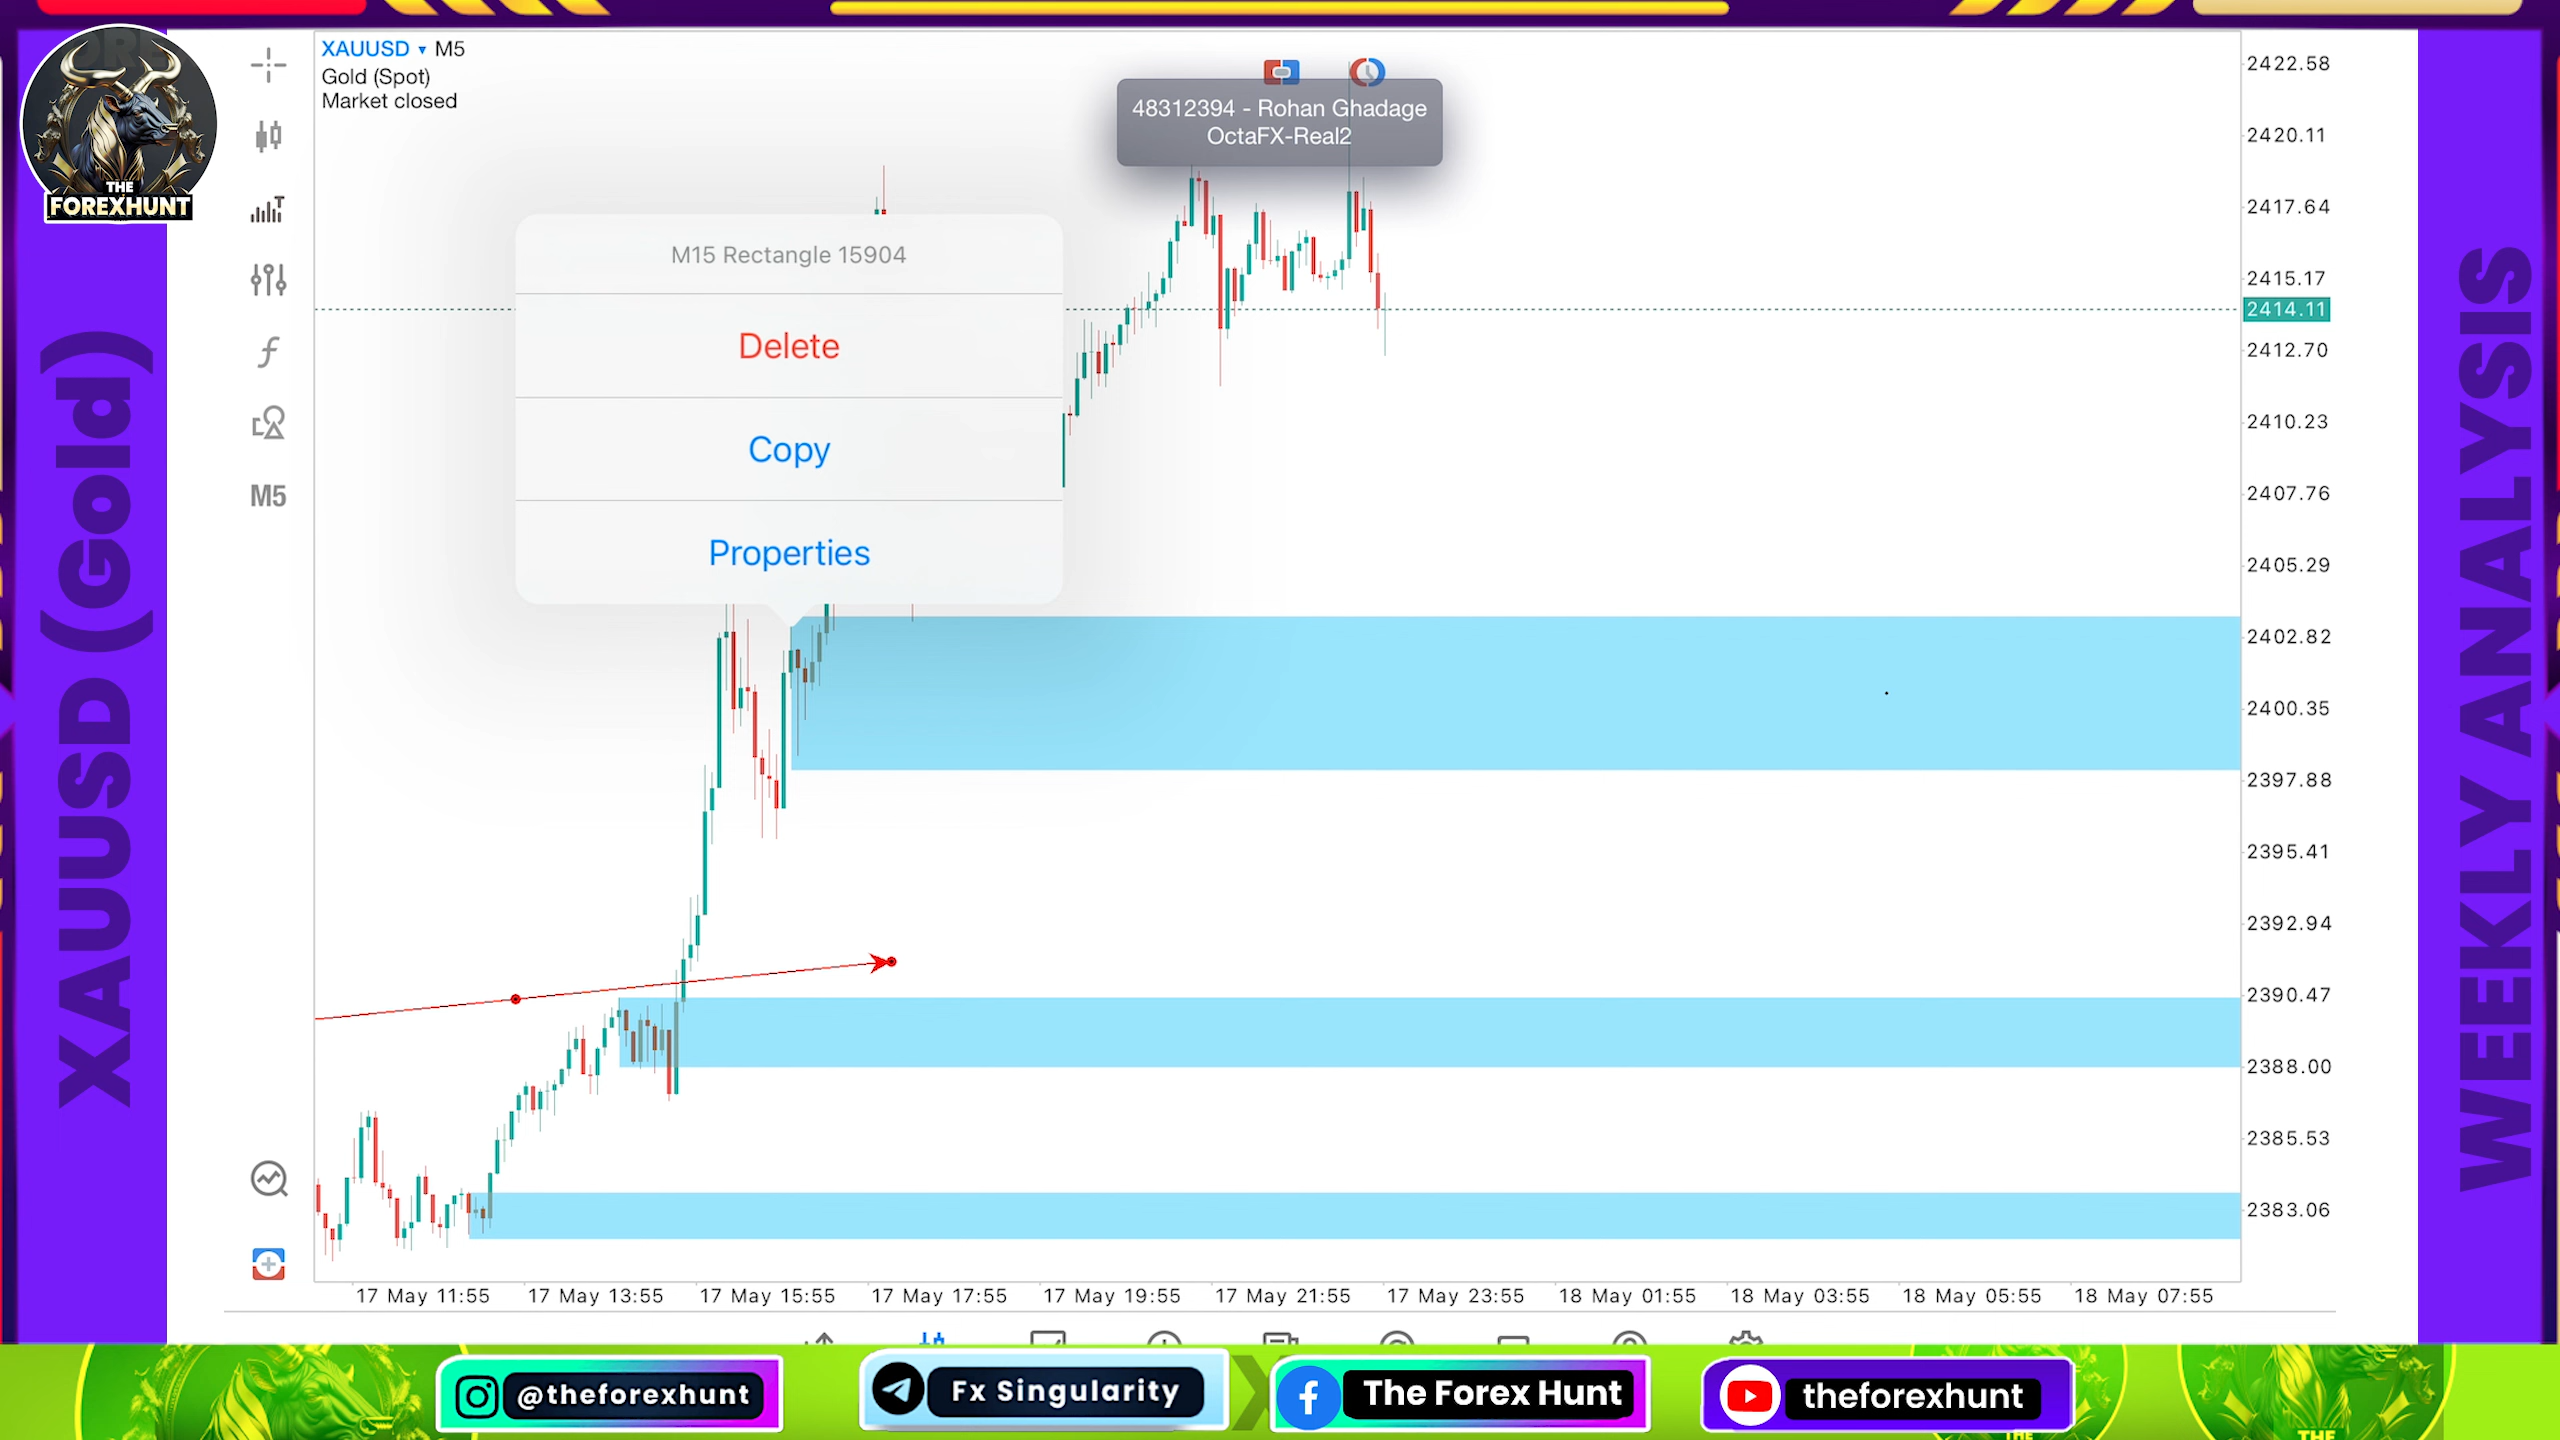 XAUUSD ▾ M5
Gold (Spot)
Market closed
48312394 - Rohan Ghadage
OctaFX-Real2
THE
FOREXHUNT
M15 Rectangle 15904
Delete
Copy
Properties
M5
2422.58
2420.11
2417.64
2415.17
2414.11
2412.70
2410.23
2407.76
2405.29
2402.82
2400.35
2397.88
2395.41
2392.94
2390.47
2388.00
2385.53
2383.06
17 May 11:55
17 May 13:55
17 May 15:55
17 May 17:55
17 May 19:55
17 May 21:55
17 May 23:55
18 May 01:55
18 May 03:55
18 May 05:55
18 May 07:55
XAUUSD (Gold)
WEEKLY ANALYSIS
@theforexhunt
Fx Singularity
The Forex Hunt
theforexhunt
THE
THE